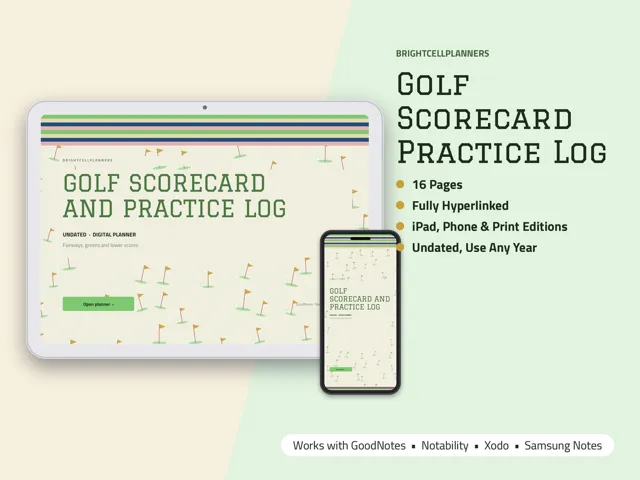 BRIGHTCELLPLANNERS
GOLF
SCORECARD
PRACTICE LOG
16 Pages
Fully Hyperlinked
iPad, Phone & Print Editions
Undated, Use Any Year
BRIGHTCELLPLANNERS
GOLF SCORECARD
AND PRACTICE LOG
UNDATED · DIGITAL PLANNER
Fairways, greens and lower scores
Open planner
GOLF
SCORECARD AND
PRACTICE LOG
Works with GoodNotes • Notability • Xodo • Samsung Notes